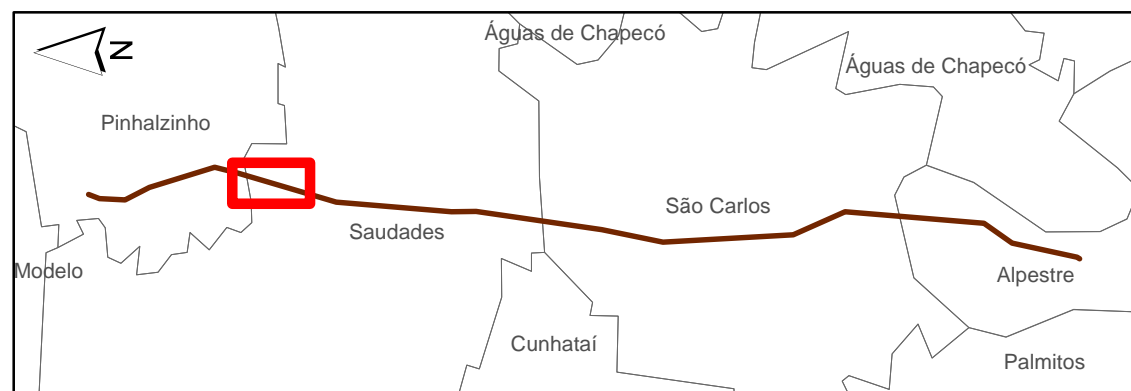 Águas de Chapecó
N
Águas de Chapecó
Pinhalzinho
São Carlos
Saudades
Modelo
Alpestre
Cunhataí
Palmitos